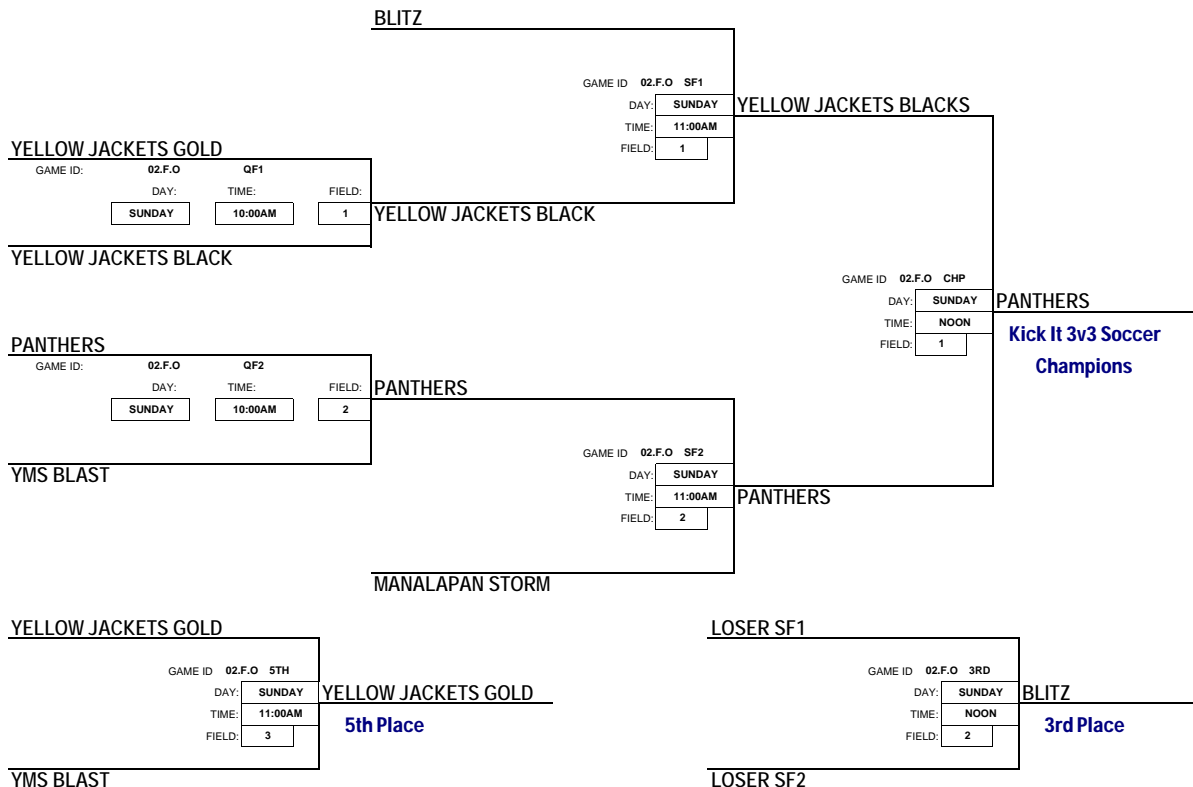 BLITZ
GAME ID 02.F.O SF1
DAY: SUNDAY
YELLOW JACKETS BLACKS
TIME: 11:00AM
FIELD: 1
YELLOW JACKETS GOLD
GAME ID: 02.F.O QF1
DAY: TIME: FIELD:
SUNDAY 10:00AM 1
YELLOW JACKETS BLACK
YELLOW JACKETS BLACK
GAME ID 02.F.O CHP
DAY: SUNDAY
PANTHERS
TIME: NOON
Kick It 3v3 Soccer
FIELD: 1
Champions
PANTHERS
GAME ID: 02.F.O QF2
DAY: TIME: FIELD:
PANTHERS
SUNDAY 10:00AM 2
GAME ID 02.F.O SF2
YMS BLAST
DAY: SUNDAY
TIME: 11:00AM
PANTHERS
FIELD: 2
MANALAPAN STORM
YELLOW JACKETS GOLD
GAME ID 02.F.O 5TH
DAY: SUNDAY
YELLOW JACKETS GOLD
TIME: 11:00AM
5th Place
FIELD: 3
YMS BLAST
LOSER SF1
GAME ID 02.F.O 3RD
DAY: SUNDAY
BLITZ
TIME: NOON
3rd Place
FIELD: 2
LOSER SF2